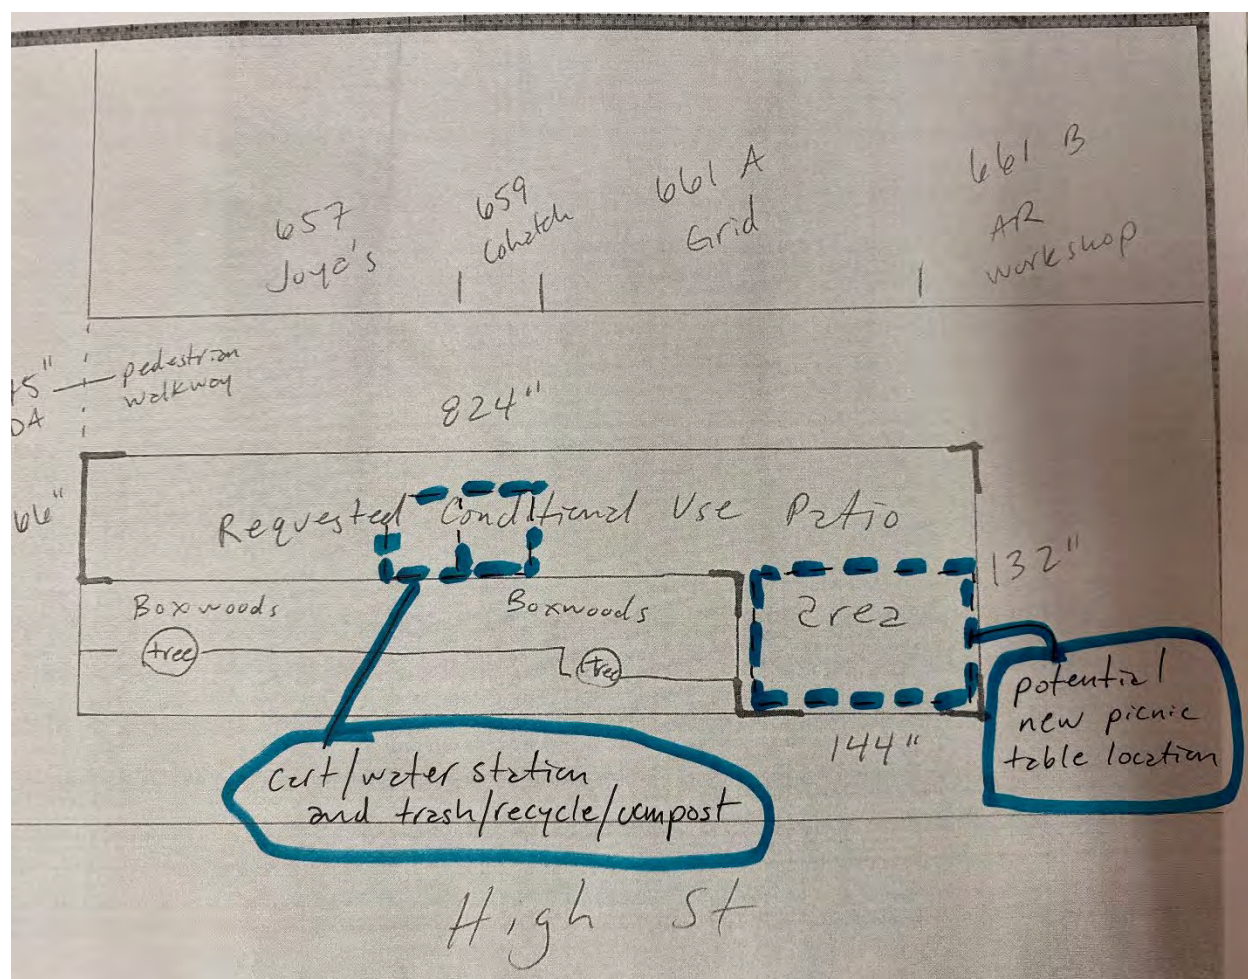 657
Joya's
659
Cohatch
661 A
Grid
661 B
AR
workshop
pedestrian
walkway
824"
66"
Requested Conditional Use Patio
area
132"
Boxwoods
Boxwoods
tree
tree
144"
potential
new picnic
table location
cart/water station
and trash/recycle/compost
High St